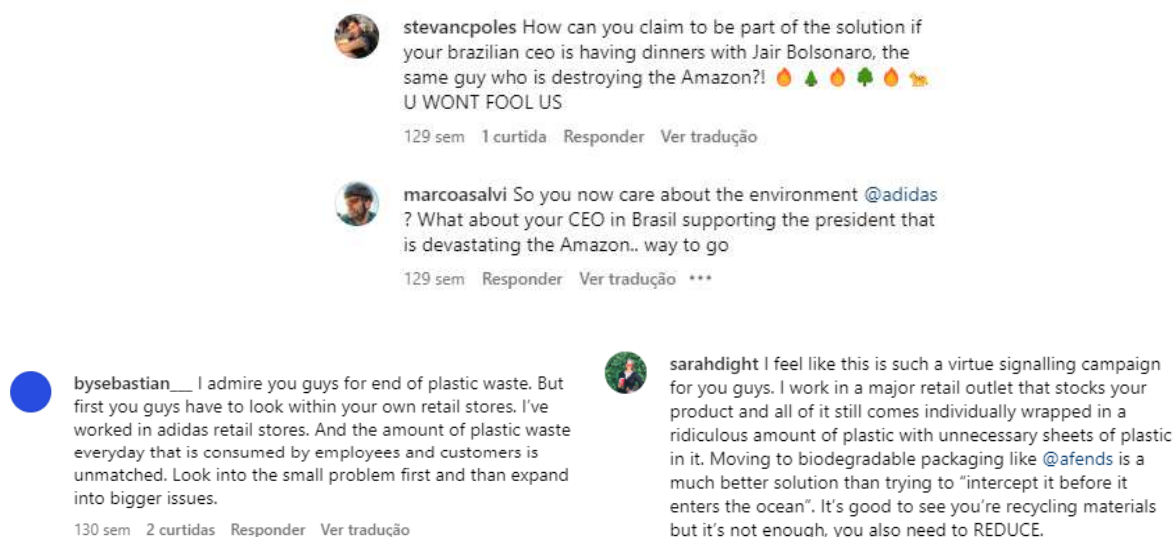 stevancpoles How can you claim to be part of the solution if
your brazilian ceo is having dinners with Jair Bolsonaro, the
same guy who is destroying the Amazon?! 🔥 🌲 🔥 🌳 🔥 🐆
U WONT FOOL US
129 sem 1 curtida Responder Ver tradução
marcoasalvi So you now care about the environment @adidas
? What about your CEO in Brasil supporting the president that
is devastating the Amazon.. way to go
129 sem Responder Ver tradução •••
bysebastian___ I admire you guys for end of plastic waste. But
first you guys have to look within your own retail stores. I've
worked in adidas retail stores. And the amount of plastic waste
everyday that is consumed by employees and customers is
unmatched. Look into the small problem first and than expand
into bigger issues.
130 sem 2 curtidas Responder Ver tradução
sarahdight I feel like this is such a virtue signalling campaign
for you guys. I work in a major retail outlet that stocks your
product and all of it still comes individually wrapped in a
ridiculous amount of plastic with unnecessary sheets of plastic
in it. Moving to biodegradable packaging like @afends is a
much better solution than trying to "intercept it before it
enters the ocean". It's good to see you're recycling materials
but it's not enough, you also need to REDUCE.